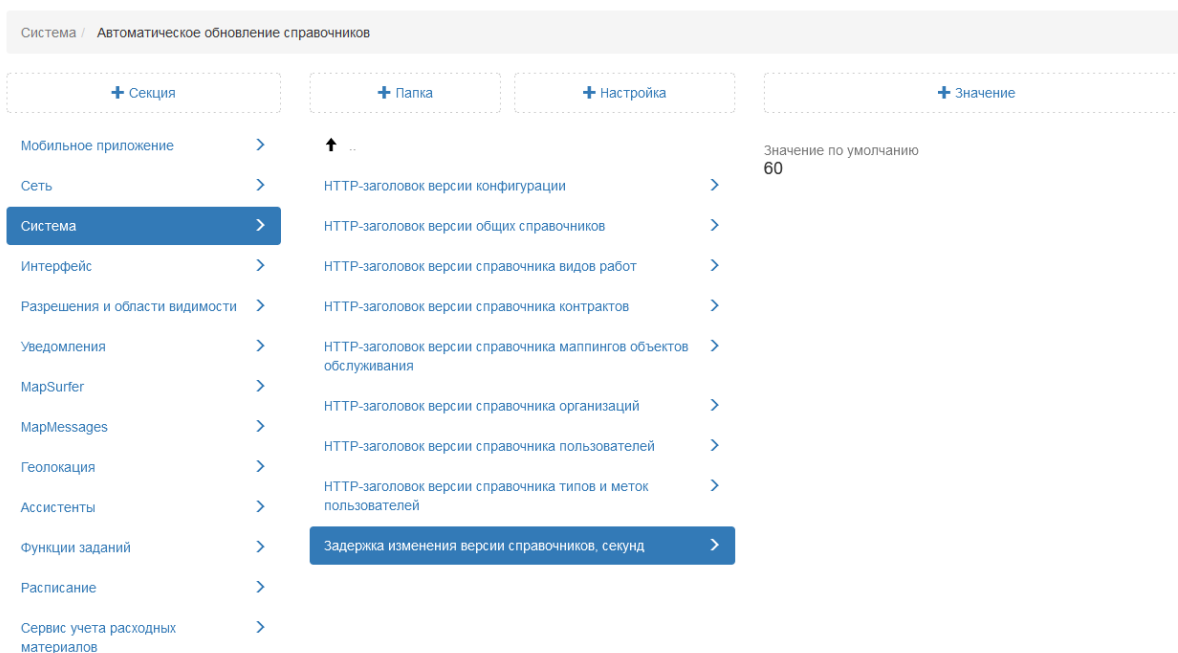 Система / Автоматическое обновление справочников
+ Секция
+ Папка
+ Настройка
+ Значение
Мобильное приложение
Сеть
Система
Интерфейс
Разрешения и области видимости
Уведомления
MapSurfer
MapMessages
Геолокация
Ассистенты
Функции заданий
Расписание
Сервис учета расходных
материалов
..
HTTP-заголовок версии конфигурации
HTTP-заголовок версии общих справочников
HTTP-заголовок версии справочника видов работ
HTTP-заголовок версии справочника контрактов
HTTP-заголовок версии справочника маппингов объектов
обслуживания
HTTP-заголовок версии справочника организаций
HTTP-заголовок версии справочника пользователей
HTTP-заголовок версии справочника типов и меток
пользователей
Задержка изменения версии справочников, секунд
Значение по умолчанию
60